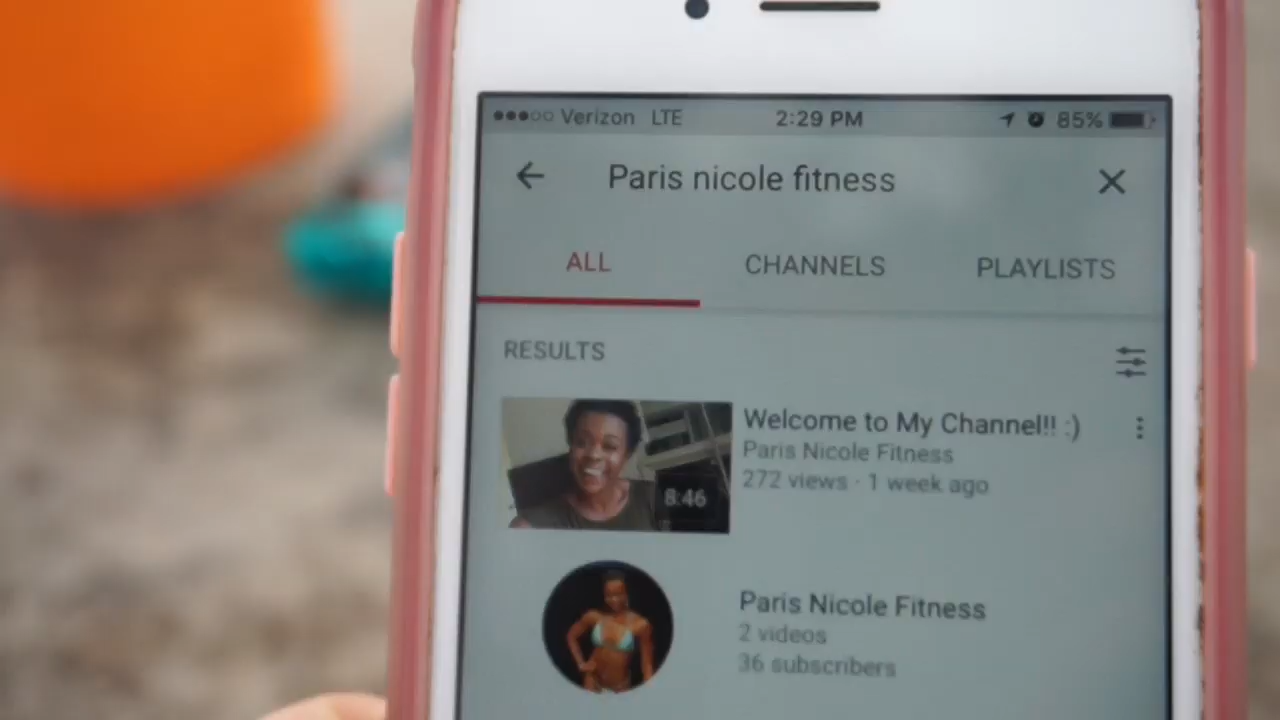 Verizon LTE 2:29 PM 85%
Paris nicole fitness
ALL CHANNELS PLAYLISTS
RESULTS
Welcome to My Channel!! :)
Paris Nicole Fitness
272 views · 1 week ago
8:46
Paris Nicole Fitness
2 videos
36 subscribers